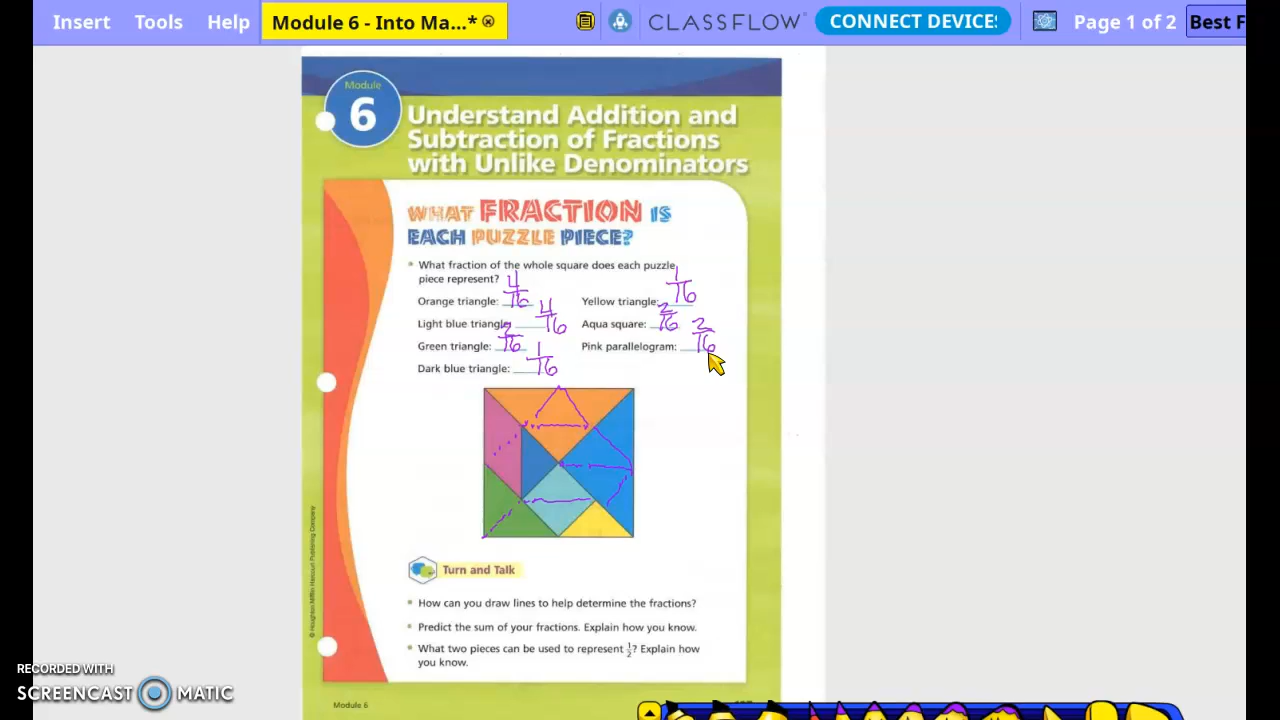 Insert Tools Help Module 6 - Into Ma...* CLASSFLOW CONNECT DEVICES Page 1 of 2 Best F
Module
6
Understand Addition and
Subtraction of Fractions
with Unlike Denominators
WHAT FRACTION IS
EACH PUZZLE PIECE?
• What fraction of the whole square does each puzzle
piece represent?
Orange triangle: 4/16
Light blue triangle: 4/16
Green triangle: 2/16
Dark blue triangle: 1/16
Yellow triangle: 1/16
Aqua square: 2/16
Pink parallelogram: 2/16
© Houghton Mifflin Harcourt Publishing Company
Turn and Talk
• How can you draw lines to help determine the fractions?
• Predict the sum of your fractions. Explain how you know.
• What two pieces can be used to represent 1/2? Explain how
you know.
Module 6
RECORDED WITH
SCREENCAST MATIC